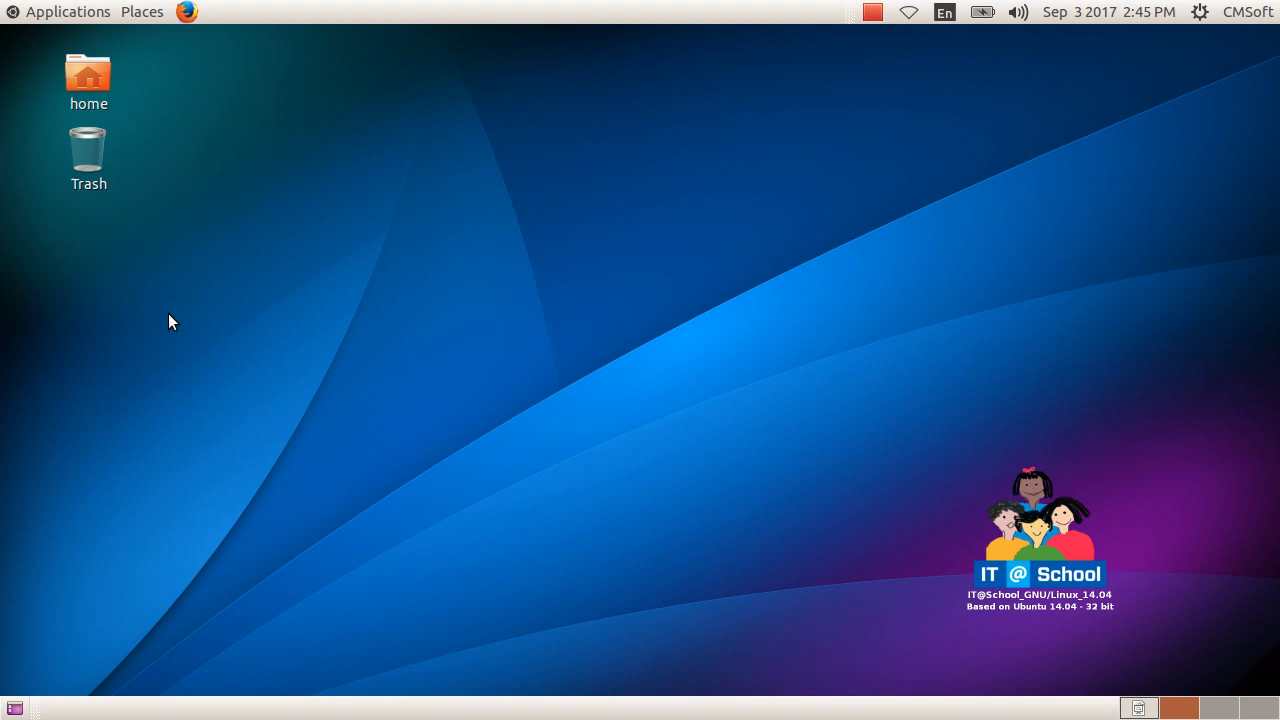 Applications Places En Sep 3 2017 2:45 PM CMSoft
home
Trash
IT @ School
IT@School_GNU/Linux_14.04
Based on Ubuntu 14.04 - 32 bit